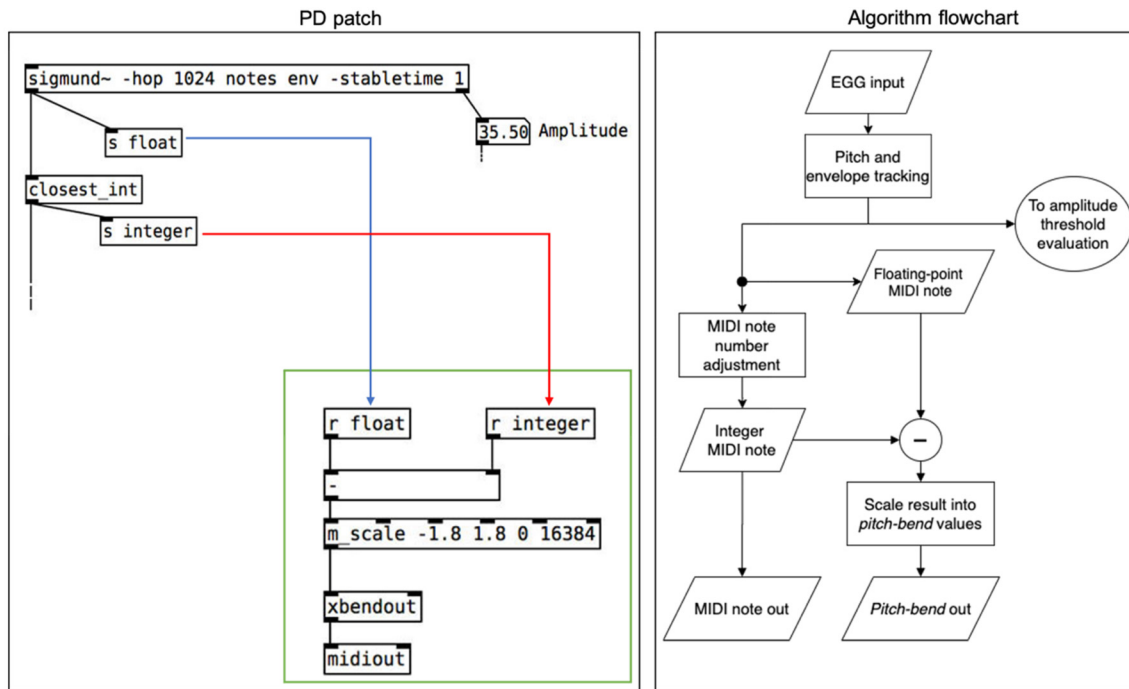 PD patch
sigmund~ -hop 1024 notes env -stabletime 1
35.50 Amplitude
s float
closest_int
s integer
r float
r integer
-
m_scale -1.8 1.8 0 16384
xbendout
midiout
Algorithm flowchart
EGG input
Pitch and
envelope tracking
To amplitude
threshold
evaluation
Floating-point
MIDI note
MIDI note
number
adjustment
Integer
MIDI note
−
Scale result into
pitch-bend values
MIDI note out
Pitch-bend out